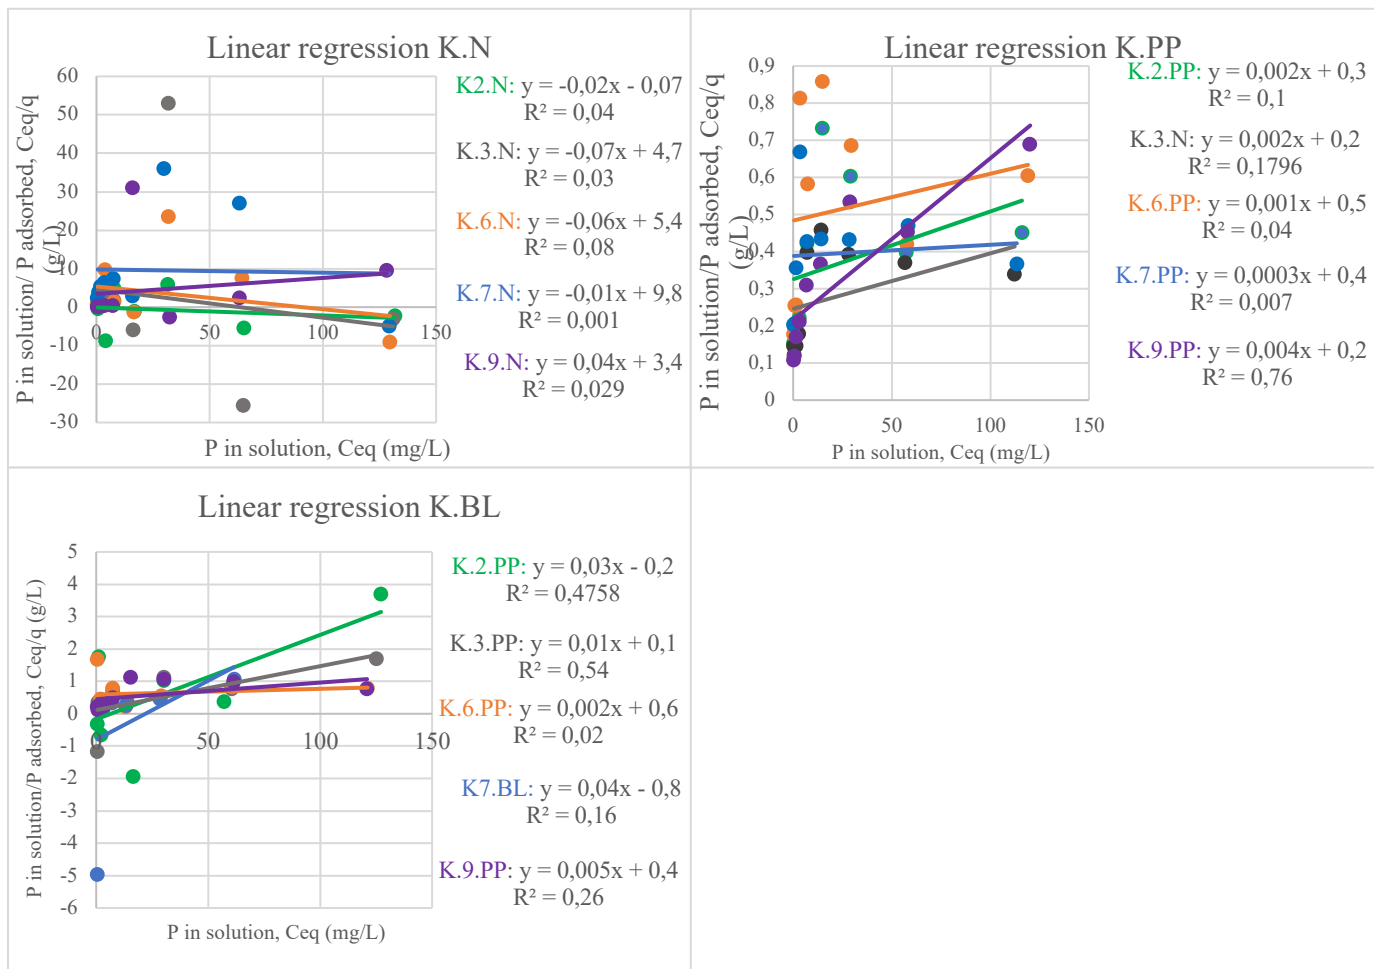 Linear regression K.N
P in solution/ P adsorbed, Ceq/q
(g/L)
60
50
40
30
20
10
0
-10
-20
-30
0
50
100
150
P in solution, Ceq (mg/L)
K2.N: y = -0,02x - 0,07
R² = 0,04
K.3.N: y = -0,07x + 4,7
R² = 0,03
K.6.N: y = -0,06x + 5,4
R² = 0,08
K.7.N: y = -0,01x + 9,8
R² = 0,001
K.9.N: y = 0,04x + 3,4
R² = 0,029
Linear regression K.PP
P in solution/P adsorbed, Ceq/q
(g/L)
0,9
0,8
0,7
0,6
0,5
0,4
0,3
0,2
0,1
0
0
50
100
150
P in solution, Ceq (mg/L)
K.2.PP: y = 0,002x + 0,3
R² = 0,1
K.3.N: y = 0,002x + 0,2
R² = 0,1796
K.6.PP: y = 0,001x + 0,5
R² = 0,04
K.7.PP: y = 0,0003x + 0,4
R² = 0,007
K.9.PP: y = 0,004x + 0,2
R² = 0,76
Linear regression K.BL
P in solution/P adsorbed, Ceq/q (g/L)
5
4
3
2
1
0
-1
-2
-3
-4
-5
-6
0
50
100
150
P in solution, Ceq (mg/L)
K.2.PP: y = 0,03x - 0,2
R² = 0,4758
K.3.PP: y = 0,01x + 0,1
R² = 0,54
K.6.PP: y = 0,002x + 0,6
R² = 0,02
K7.BL: y = 0,04x - 0,8
R² = 0,16
K.9.PP: y = 0,005x + 0,4
R² = 0,26